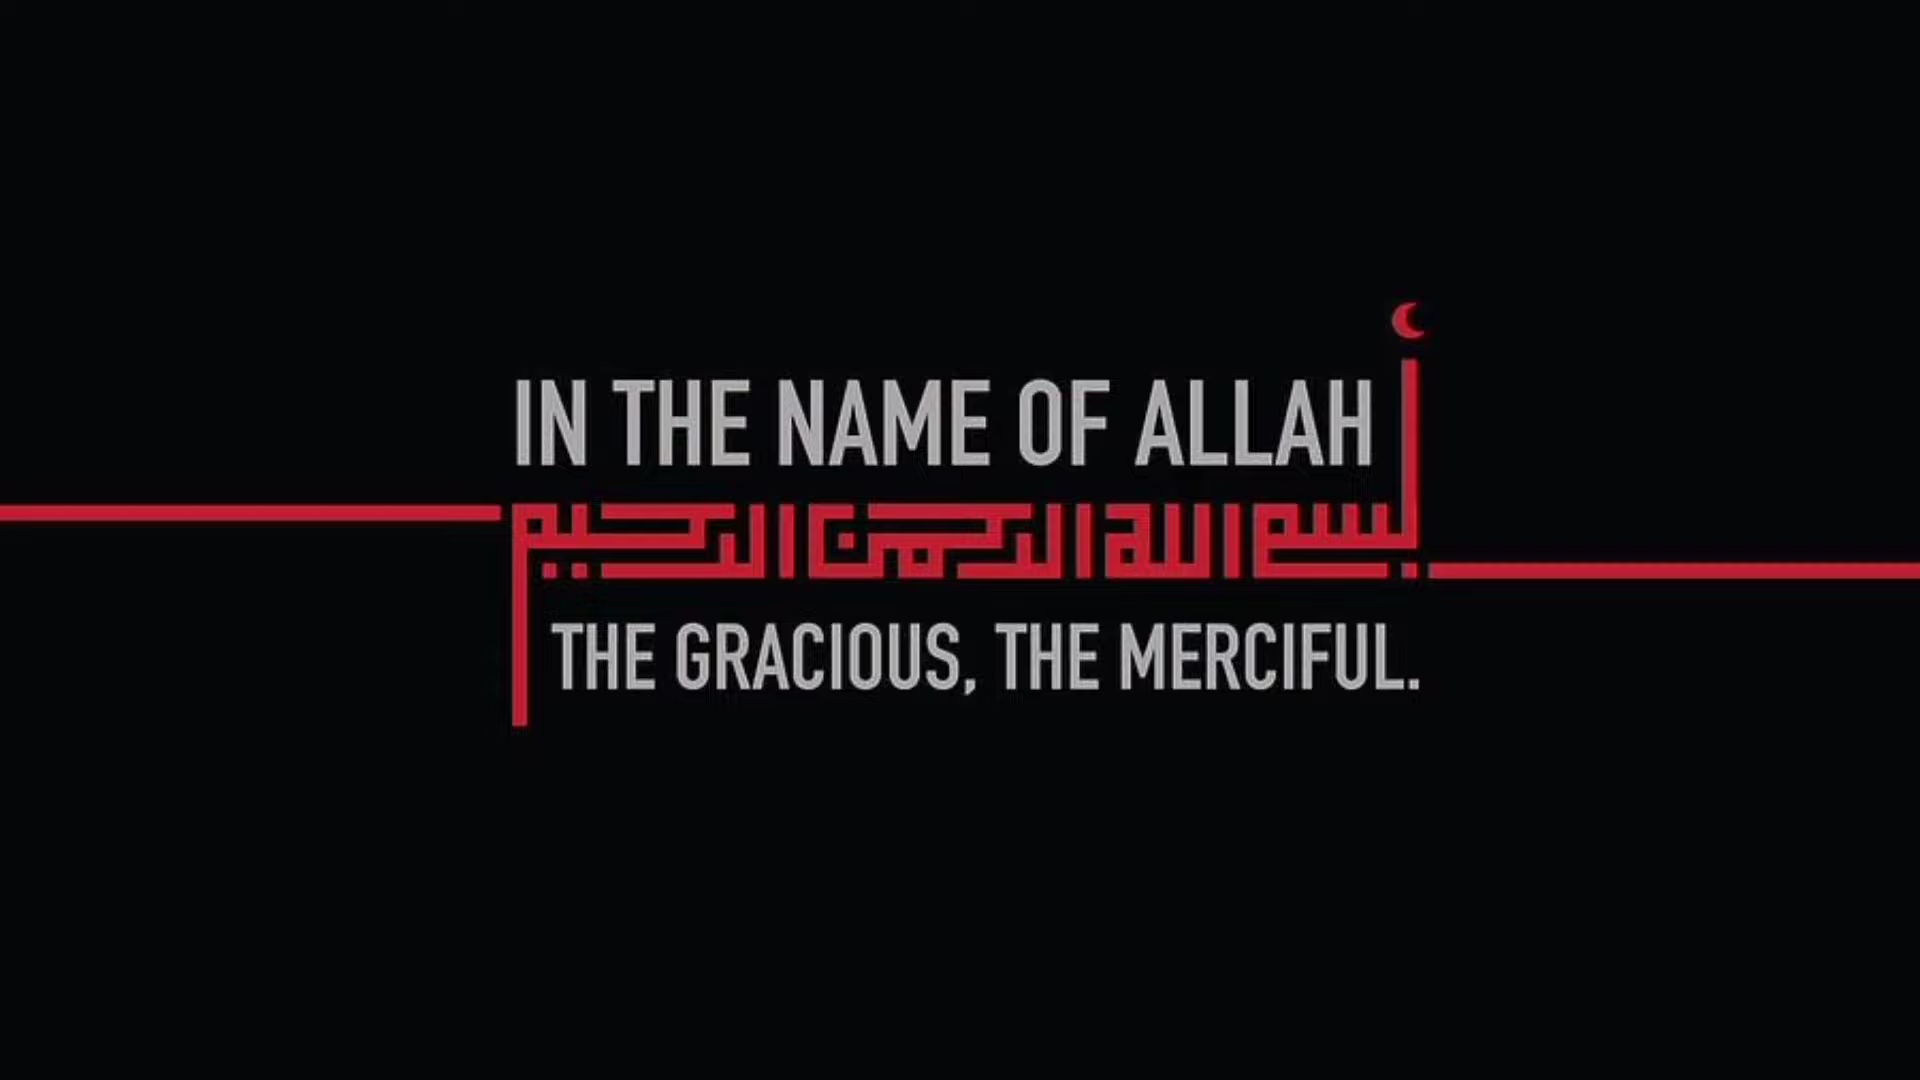 IN THE NAME OF ALLAH
بسم الله الرحمن الرحيم
THE GRACIOUS, THE MERCIFUL.